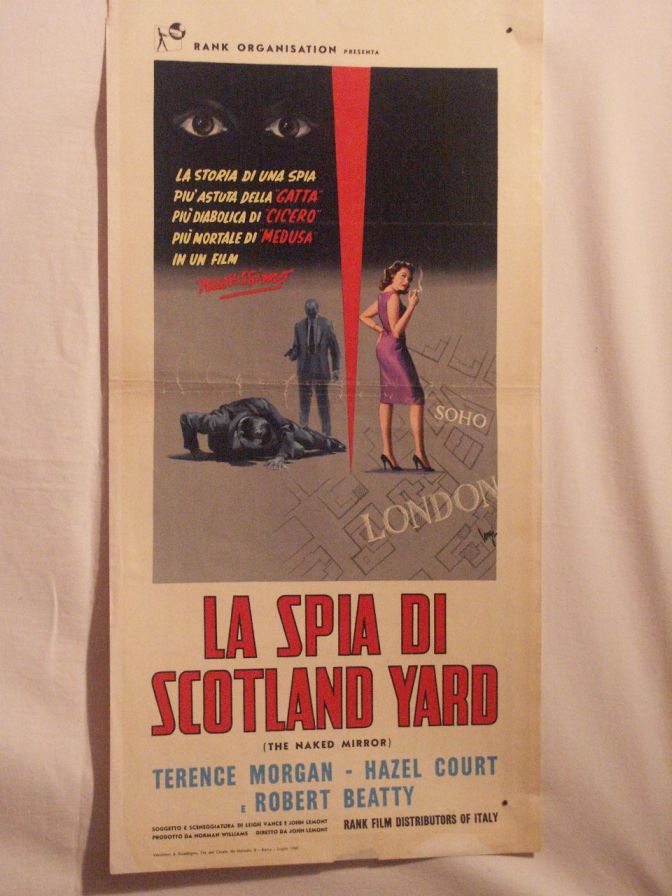 RANK ORGANISATION PRESENTA
LA STORIA DI UNA SPIA
PIU' ASTUTA DELLA "GATTA"
PIU' DIABOLICA DI "CICERO"
PIU' MORTALE DI "MEDUSA"
IN UN FILM
SOHO
LONDON
LA SPIA DI
SCOTLAND YARD
(THE NAKED MIRROR)
TERENCE MORGAN - HAZEL COURT
E ROBERT BEATTY
SOGGETTO E SCENEGGIATURA DI LEIGH VANCE E JOHN LEMONT
PRODOTTO DA NORMAN WILLIAMS DIRETTO DA JOHN LEMONT
RANK FILM DISTRIBUTORS OF ITALY